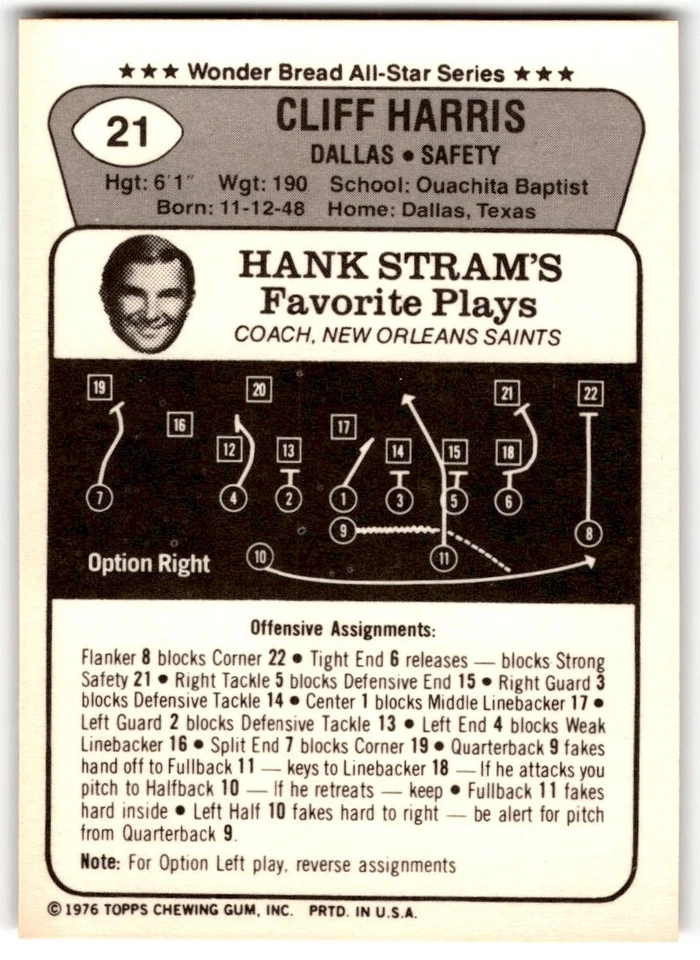 ★ ★ ★ Wonder Bread All-Star Series ★ ★ ★
21
CLIFF HARRIS
DALLAS • SAFETY
Hgt: 6'1" Wgt: 190 School: Ouachita Baptist
Born: 11-12-48 Home: Dallas, Texas
HANK STRAM'S
Favorite Plays
COACH, NEW ORLEANS SAINTS
19 20 21 22
16 17
12 13 14 15 18
7 4 2 1 3 5 6
9 8
Option Right 10 11
Offensive Assignments:
Flanker 8 blocks Corner 22 • Tight End 6 releases — blocks Strong
Safety 21 • Right Tackle 5 blocks Defensive End 15 • Right Guard 3
blocks Defensive Tackle 14 • Center 1 blocks Middle Linebacker 17 •
Left Guard 2 blocks Defensive Tackle 13 • Left End 4 blocks Weak
Linebacker 16 • Split End 7 blocks Corner 19 • Quarterback 9 fakes
hand off to Fullback 11 — keys to Linebacker 18 — If he attacks you
pitch to Halfback 10 — If he retreats — keep • Fullback 11 fakes
hard inside • Left Half 10 fakes hard to right — be alert for pitch
from Quarterback 9.
Note: For Option Left play, reverse assignments
© 1976 TOPPS CHEWING GUM, INC. PRTD. IN U.S.A.